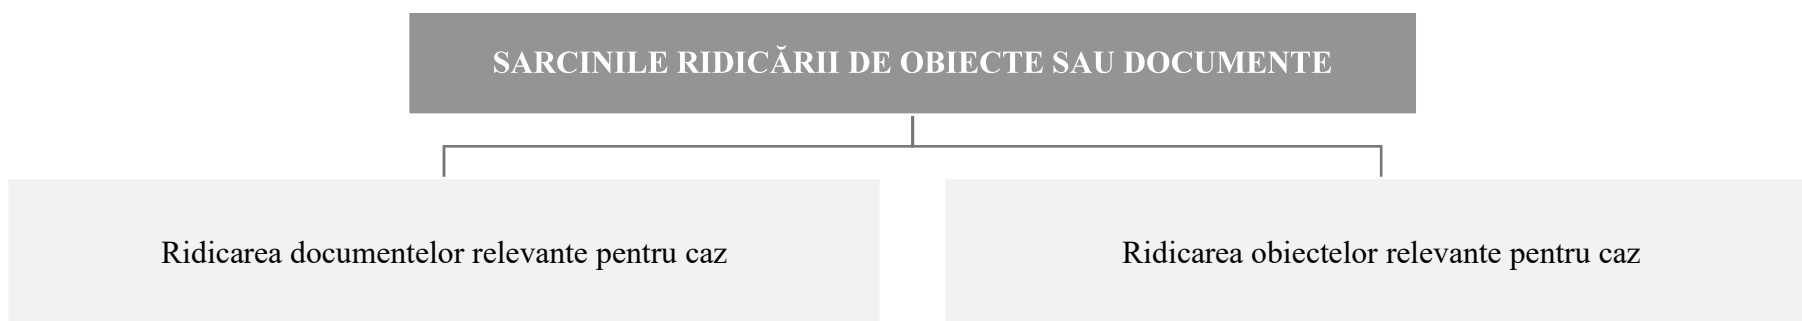 SARCINILE RIDICĂRII DE OBIECTE SAU DOCUMENTE
Ridicarea documentelor relevante pentru caz
Ridicarea obiectelor relevante pentru caz